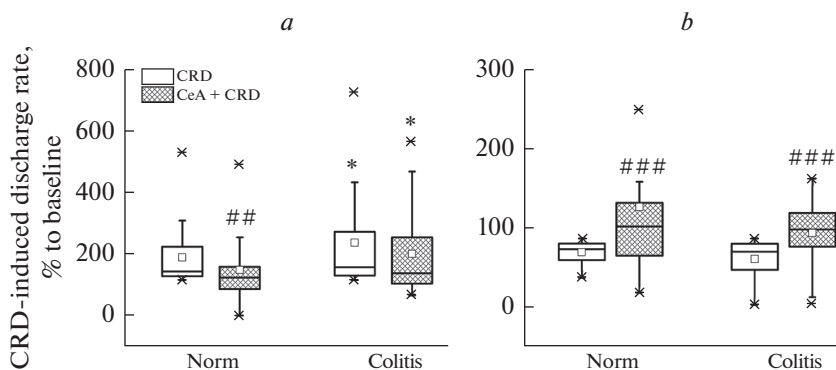 a
b
CRD-induced discharge rate,
% to baseline
800
600
400
200
0
CRD
CeA + CRD
##
*
*
Norm
Colitis
300
200
100
0
###
###
Norm
Colitis